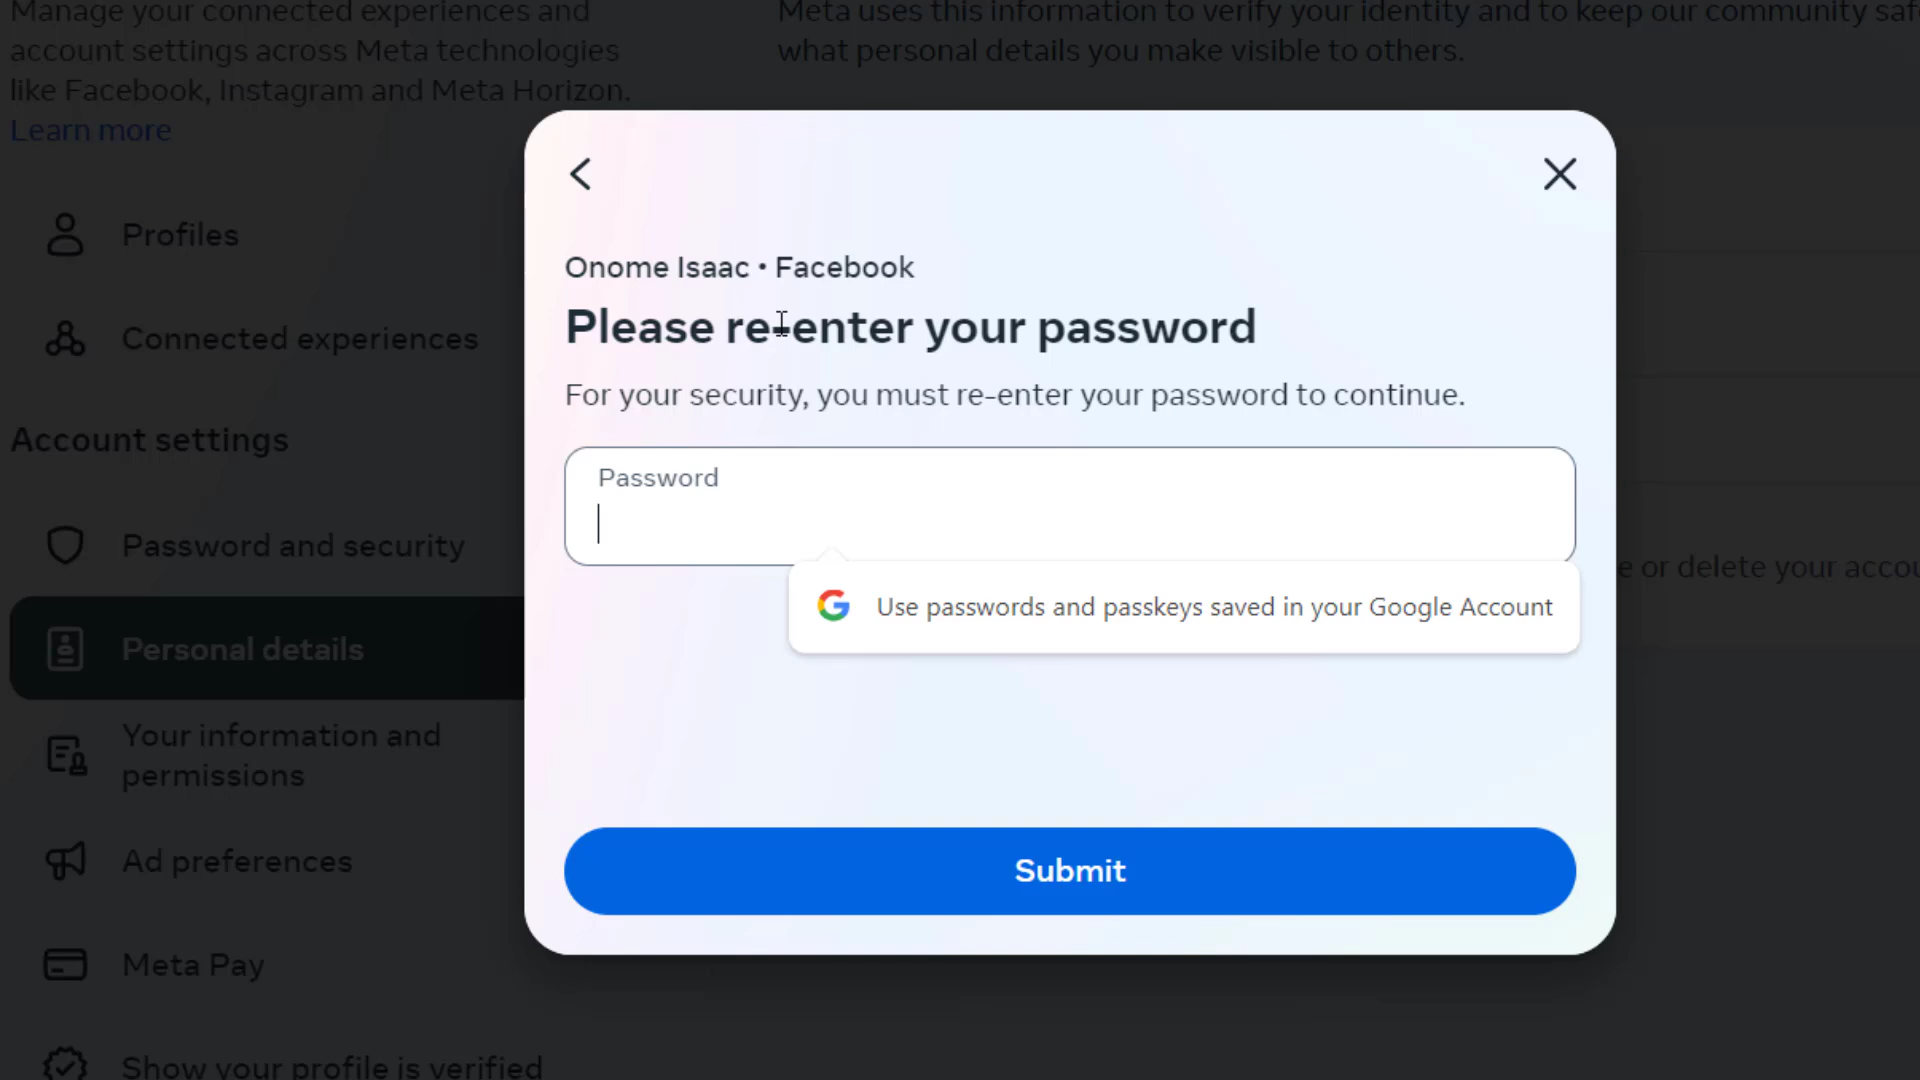 Manage your connected experiences and
account settings across Meta technologies
like Facebook, Instagram and Meta Horizon.
Learn more
Profiles
Connected experiences
Account settings
Password and security
Personal details
Your information and
permissions
Ad preferences
Meta Pay
Show your profile is verified
Meta uses this information to verify your identity and to keep our community saf
what personal details you make visible to others.
e or delete your accou
Onome Isaac • Facebook
Please re-enter your password
For your security, you must re-enter your password to continue.
Password
Use passwords and passkeys saved in your Google Account
Submit